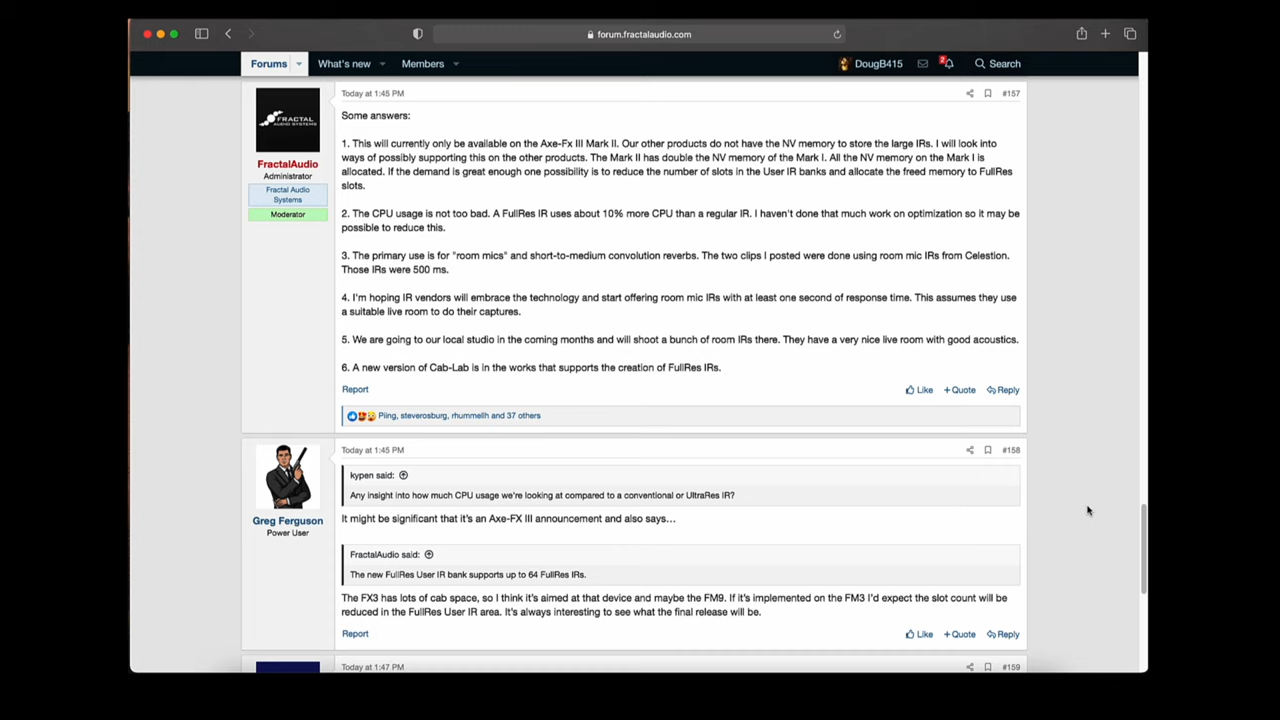 forum.fractalaudio.com
Forums What's new Members DougB415 2 Search
Today at 1:45 PM #157
FRACTAL
AUDIO SYSTEMS
FractalAudio
Administrator
Fractal Audio
Systems
Moderator
Some answers:
1. This will currently only be available on the Axe-Fx III Mark II. Our other products do not have the NV memory to store the large IRs. I will look into
ways of possibly supporting this on the other products. The Mark II has double the NV memory of the Mark I. All the NV memory on the Mark I is
allocated. If the demand is great enough one possibility is to reduce the number of slots in the User IR banks and allocate the freed memory to FullRes
slots.
2. The CPU usage is not too bad. A FullRes IR uses about 10% more CPU than a regular IR. I haven't done that much work on optimization so it may be
possible to reduce this.
3. The primary use is for "room mics" and short-to-medium convolution reverbs. The two clips I posted were done using room mic IRs from Celestion.
Those IRs were 500 ms.
4. I'm hoping IR vendors will embrace the technology and start offering room mic IRs with at least one second of response time. This assumes they use
a suitable live room to do their captures.
5. We are going to our local studio in the coming months and will shoot a bunch of room IRs there. They have a very nice live room with good acoustics.
6. A new version of Cab-Lab is in the works that supports the creation of FullRes IRs.
Report Like +Quote Reply
Piing, steverosburg, rhummellh and 37 others
Today at 1:45 PM #158
Greg Ferguson
Power User
kypen said:
Any insight into how much CPU usage we're looking at compared to a conventional or UltraRes IR?
It might be significant that it's an Axe-FX III announcement and also says…
FractalAudio said:
The new FullRes User IR bank supports up to 64 FullRes IRs.
The FX3 has lots of cab space, so I think it's aimed at that device and maybe the FM9. If it's implemented on the FM3 I'd expect the slot count will be
reduced in the FullRes User IR area. It's always interesting to see what the final release will be.
Report Like +Quote Reply
Today at 1:47 PM #159